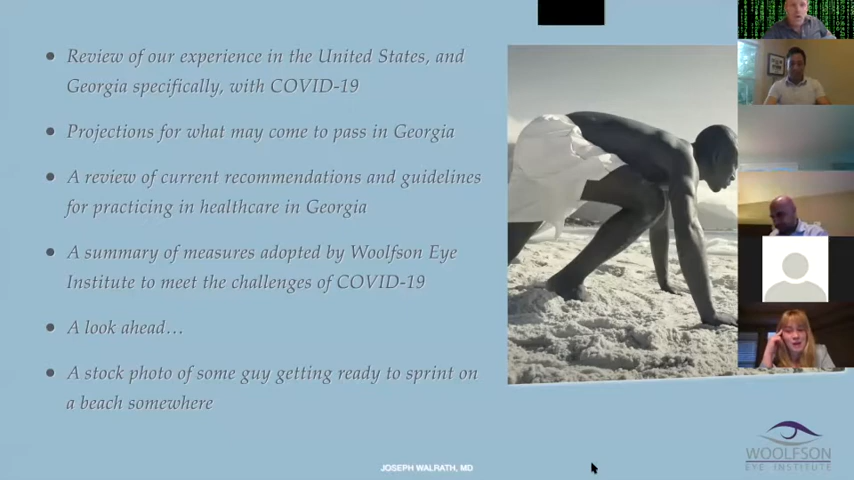 Review of our experience in the United States, and
Georgia specifically, with COVID-19
Projections for what may come to pass in Georgia
A review of current recommendations and guidelines
for practicing in healthcare in Georgia
A summary of measures adopted by Woolfson Eye
Institute to meet the challenges of COVID-19
A look ahead…
A stock photo of some guy getting ready to sprint on
a beach somewhere
JOSEPH WALRATH, MD
WOOLFSON
EYE INSTITUTE